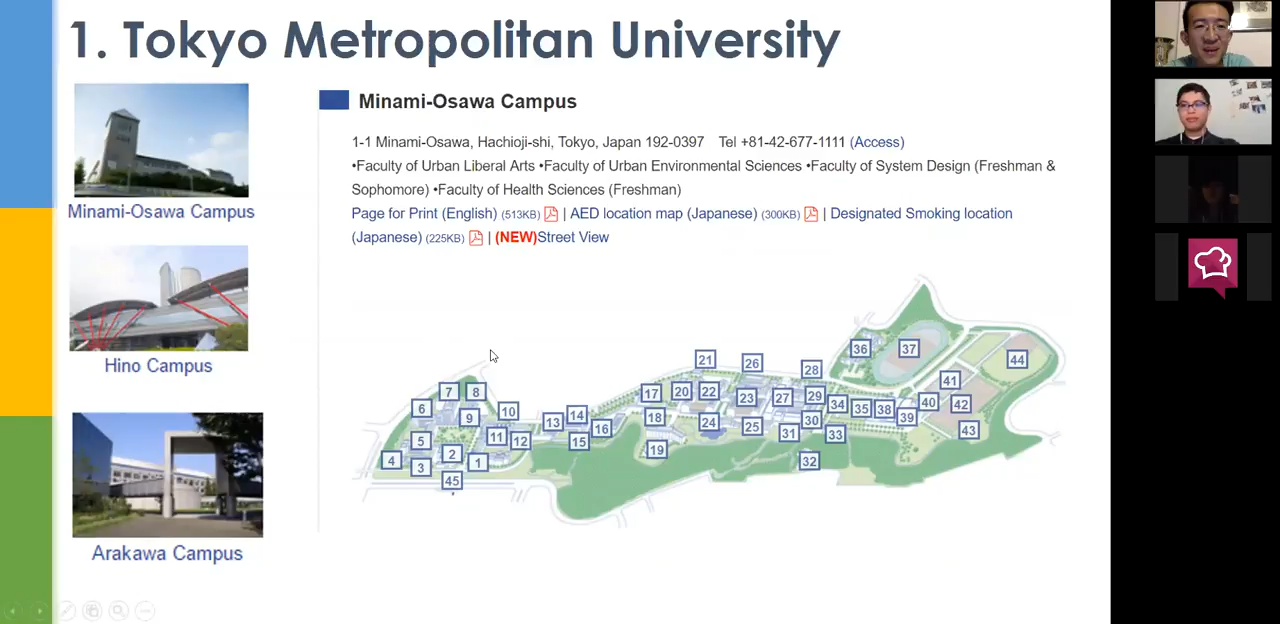 1. Tokyo Metropolitan University
Minami-Osawa Campus
Hino Campus
Arakawa Campus
Minami-Osawa Campus
1-1 Minami-Osawa, Hachioji-shi, Tokyo, Japan 192-0397 Tel +81-42-677-1111 (Access)
•Faculty of Urban Liberal Arts •Faculty of Urban Environmental Sciences •Faculty of System Design (Freshman &
Sophomore) •Faculty of Health Sciences (Freshman)
Page for Print (English) (513KB) | AED location map (Japanese) (300KB) | Designated Smoking location
(Japanese) (225KB) | (NEW)Street View
36 37 44
21 26 28
41
7 8 17 20 22 23 27 29 34 35 38 39 40 42
6 9 10 13 14 16 18 24 25 31 30 33 43
5 11 12 15 19
4 3 2 1 32
45